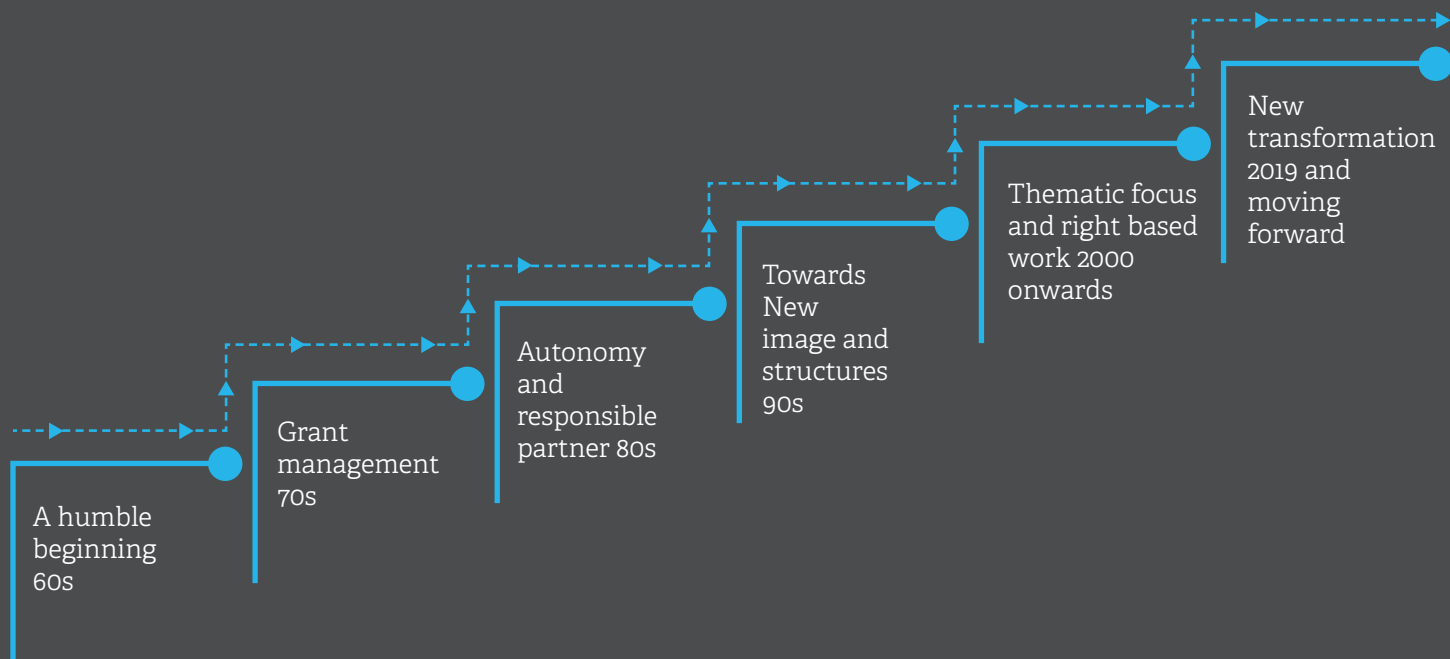 A humble
beginning
60s
Grant
management
70s
Autonomy
and
responsible
partner 80s
Towards
New
image and
structures
90s
Thematic focus
and right based
work 2000
onwards
New
transformation
2019 and
moving
forward